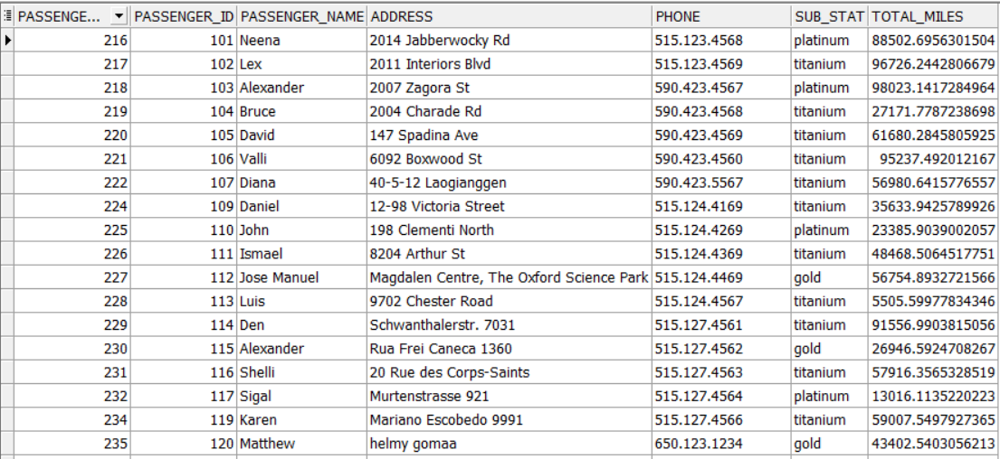 PASSENGE... PASSENGER_ID PASSENGER_NAME ADDRESS PHONE SUB_STAT TOTAL_MILES
216 101 Neena 2014 Jabberwocky Rd 515.123.4568 platinum 88502.6956301504
217 102 Lex 2011 Interiors Blvd 515.123.4569 titanium 96726.2442806679
218 103 Alexander 2007 Zagora St 590.423.4567 platinum 98023.1417284964
219 104 Bruce 2004 Charade Rd 590.423.4568 titanium 27171.7787238698
220 105 David 147 Spadina Ave 590.423.4569 titanium 61680.2845805925
221 106 Valli 6092 Boxwood St 590.423.4560 titanium 95237.492012167
222 107 Diana 40-5-12 Laogianggen 590.423.5567 titanium 56980.6415776557
224 109 Daniel 12-98 Victoria Street 515.124.4169 titanium 35633.9425789926
225 110 John 198 Clementi North 515.124.4269 platinum 23385.9039002057
226 111 Ismael 8204 Arthur St 515.124.4369 titanium 48468.5064517751
227 112 Jose Manuel Magdalen Centre, The Oxford Science Park 515.124.4469 gold 56754.8932721566
228 113 Luis 9702 Chester Road 515.124.4567 titanium 5505.59977834346
229 114 Den Schwanthalerstr. 7031 515.127.4561 titanium 91556.9903815056
230 115 Alexander Rua Frei Caneca 1360 515.127.4562 gold 26946.5924708267
231 116 Shelli 20 Rue des Corps-Saints 515.127.4563 titanium 57916.3565328519
232 117 Sigal Murtenstrasse 921 515.127.4564 platinum 13016.1135220223
234 119 Karen Mariano Escobedo 9991 515.127.4566 titanium 59007.5497927365
235 120 Matthew helmy gomaa 650.123.1234 gold 43402.5403056213